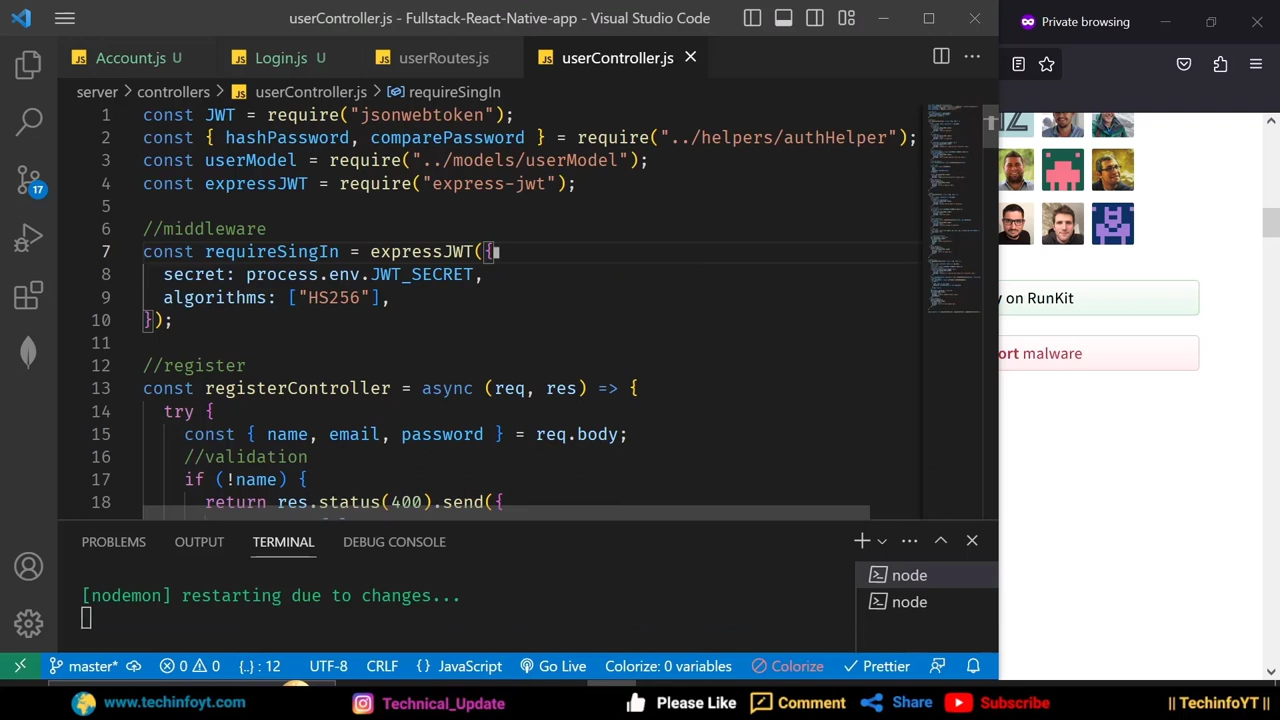 userController.js - Fullstack-React-Native-app - Visual Studio Code
Private browsing
Account.js U
Login.js U
userRoutes.js
userController.js
server controllers userController.js requireSingIn
1 const JWT = require("jsonwebtoken");
2 const { hashPassword, comparePassword } = require("../helpers/authHelper");
3 const userModel = require("../models/userModel");
4 const expressJWT = require("express-jwt");
5
6 //middleware
7 const requireSingIn = expressJWT({
8 secret: process.env.JWT_SECRET,
9 algorithms: ["HS256"],
10 });
11
12 //register
13 const registerController = async (req, res) => {
14 try {
15 const { name, email, password } = req.body;
16 //validation
17 if (!name) {
18 return res.status(400).send({
17
y on RunKit
ort malware
PROBLEMS OUTPUT TERMINAL DEBUG CONSOLE
[nodemon] restarting due to changes...
node
node
master* 0 0 {..} : 12 UTF-8 CRLF {} JavaScript Go Live Colorize: 0 variables Colorize Prettier
www.techinfoyt.com Technical_Update Please Like Comment Share Subscribe || TechinfoYT ||